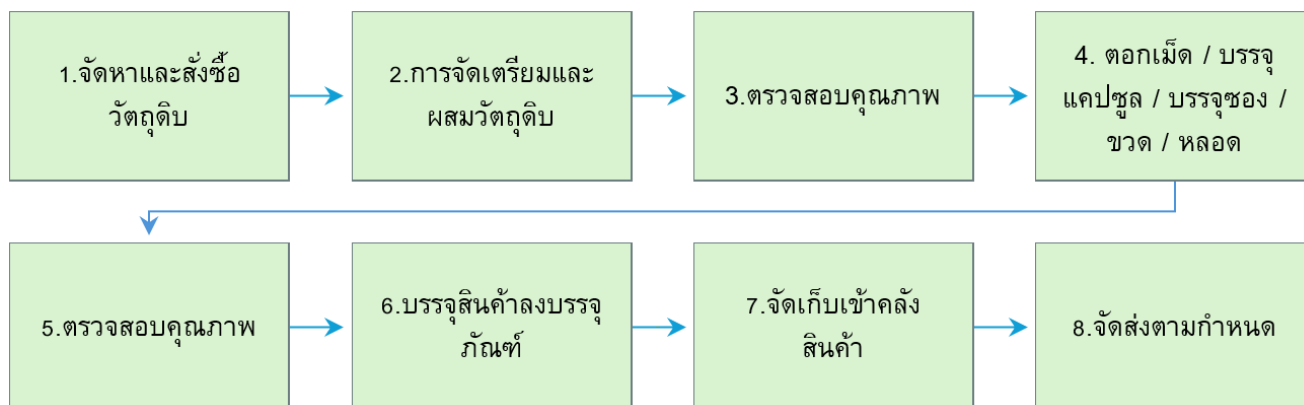 1.จัดหาและสั่งซื้อ
วัตถุดิบ
2.การจัดเตรียมและ
ผสมวัตถุดิบ
3.ตรวจสอบคุณภาพ
4. ตอกเม็ด / บรรจุ
แคปซูล / บรรจุซอง /
ขวด / หลอด
5.ตรวจสอบคุณภาพ
6.บรรจุสินค้าลงบรรจุ
ภัณฑ์
7.จัดเก็บเข้าคลัง
สินค้า
8.จัดส่งตามกำหนด